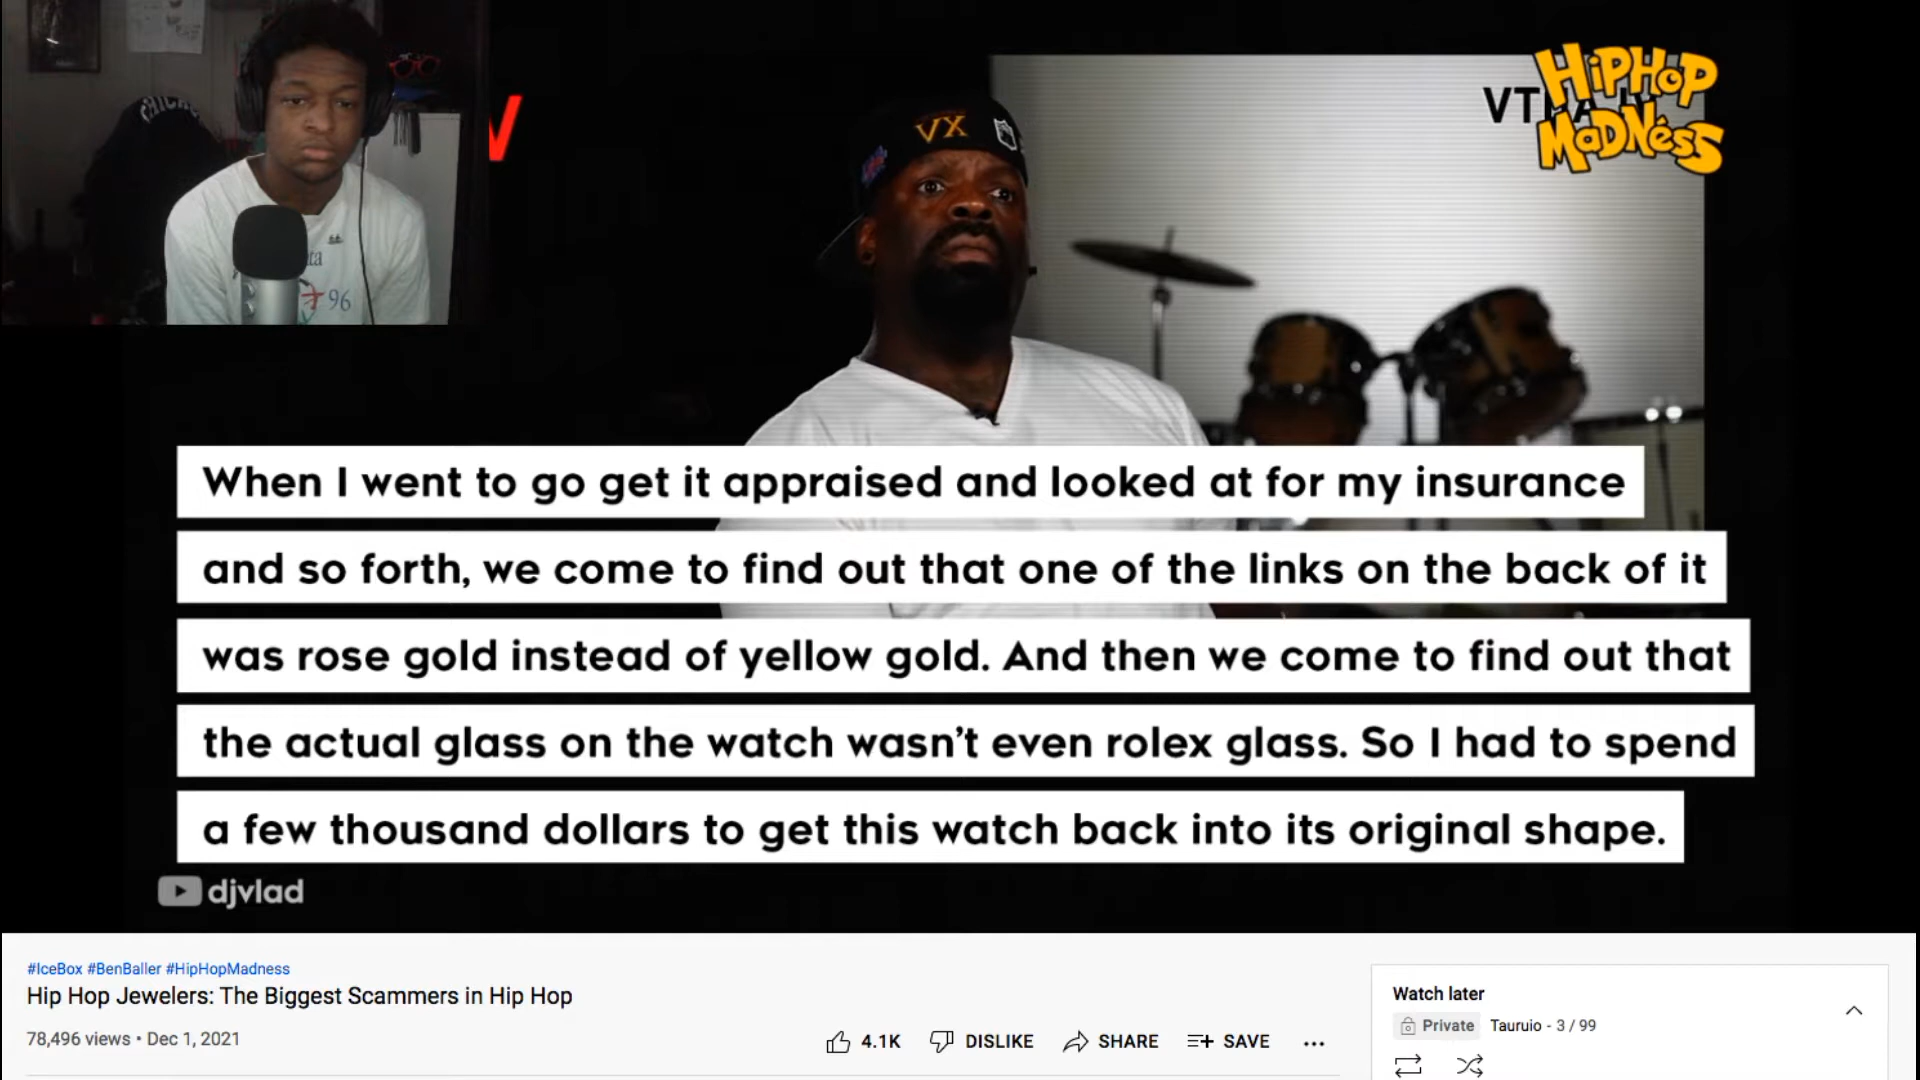 CHICAGO
ta
96
V
VX
VT
HiPHOP
MADNéss
When I went to go get it appraised and looked at for my insurance
and so forth, we come to find out that one of the links on the back of it
was rose gold instead of yellow gold. And then we come to find out that
the actual glass on the watch wasn't even rolex glass. So I had to spend
a few thousand dollars to get this watch back into its original shape.
djvlad
#IceBox #BenBaller #HipHopMadness
Hip Hop Jewelers: The Biggest Scammers in Hip Hop
78,496 views • Dec 1, 2021
4.1K DISLIKE SHARE SAVE
Watch later
Private Tauruio - 3 / 99